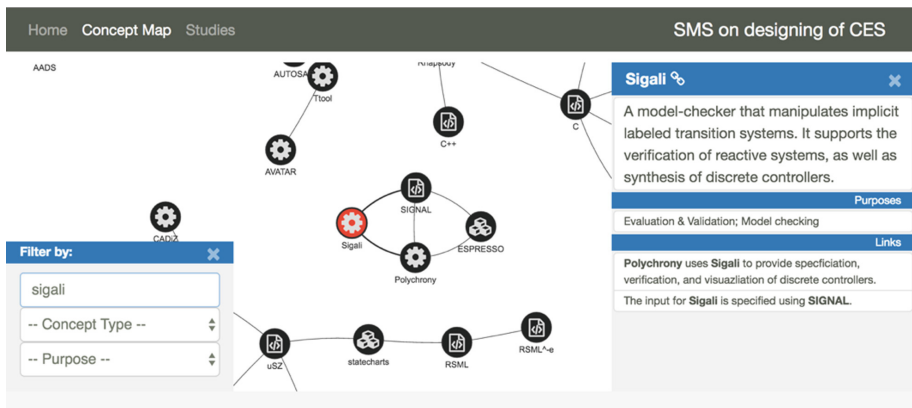 Home Concept Map Studies
SMS on designing of CES
AADS
AUTOSA
Ttool
Rhapsody
C
C++
AVATAR
SIGNAL
Sigali
ESPRESSO
Polychrony
CADiZ
uSZ
statecharts
RSML
RSML^-e
Filter by:
sigali
-- Concept Type --
-- Purpose --
Sigali
A model-checker that manipulates implicit
labeled transition systems. It supports the
verification of reactive systems, as well as
synthesis of discrete controllers.
Purposes
Evaluation & Validation; Model checking
Links
Polychrony uses Sigali to provide specficiation,
verification, and visuazliation of discrete controllers.
The input for Sigali is specified using SIGNAL.